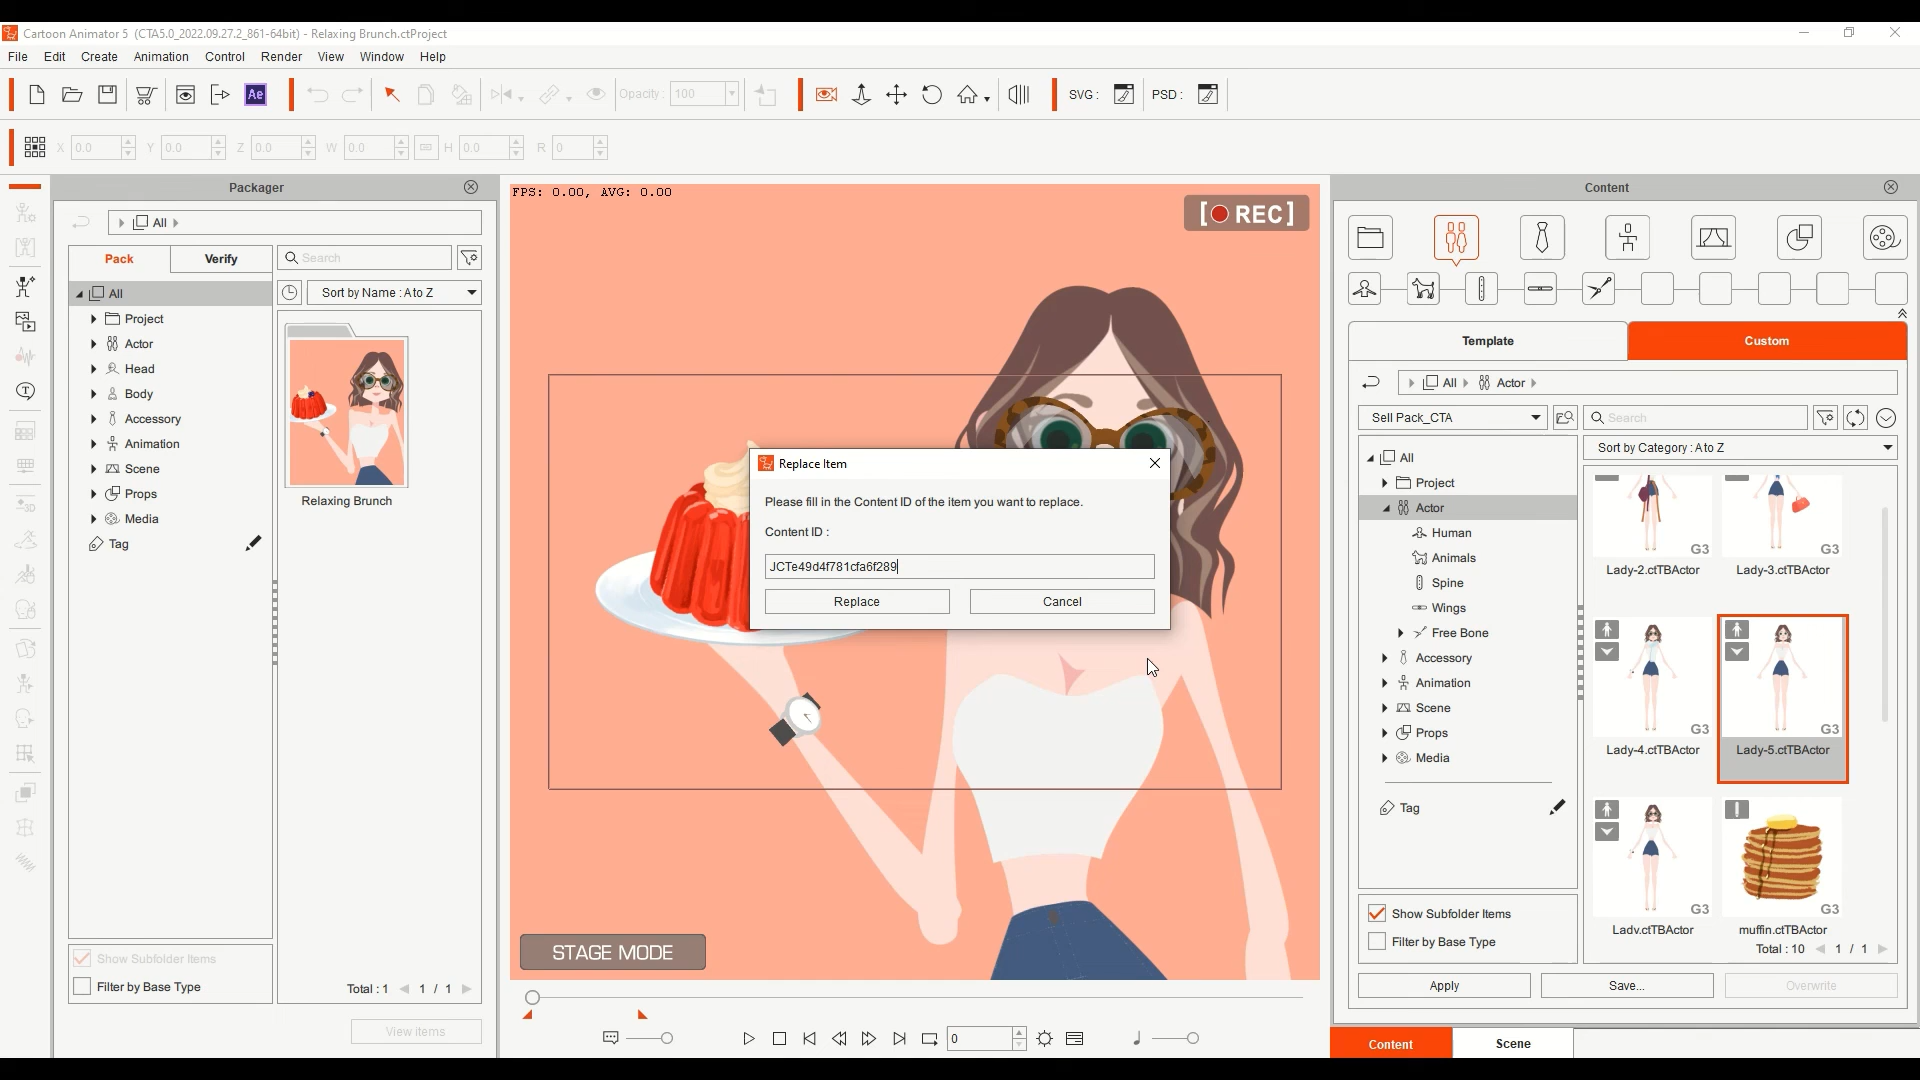 Cartoon Animator 5 (CTA5.0_2022.09.27.2_861-64bit) - Relaxing Brunch.ctProject
File Edit Create Animation Control Render View Window Help
Ae Opacity : 100 SVG : PSD :
X 0.0 Y 0.0 Z 0.0 W 0.0 H 0.0 R 0
Packager
All
Pack Verify Search
All
Sort by Name : A to Z
Project
Actor
Head
Body
Accessory
Animation
Scene
Props
Media
Tag
Relaxing Brunch
Show Subfolder Items
Filter by Base Type
Total : 1 1 / 1
View items
FPS: 0.00, AVG: 0.00
[ REC ]
Replace Item
Please fill in the Content ID of the item you want to replace.
Content ID :
JCTe49d4f781cfa6f289
Replace Cancel
STAGE MODE
0
Content
Template Custom
All Actor
Sell Pack_CTA Search
Sort by Category : A to Z
All
Project
Actor
Human
Animals
Spine
Wings
Free Bone
Accessory
Animation
Scene
Props
Media
Tag
G3 G3
Lady-2.ctTBActor Lady-3.ctTBActor
G3 G3
Lady-4.ctTBActor Lady-5.ctTBActor
G3 G3
Lady.ctTBActor muffin.ctTBActor
Show Subfolder Items
Filter by Base Type
Total : 10 1 / 1
Apply Save... Overwrite
Content Scene